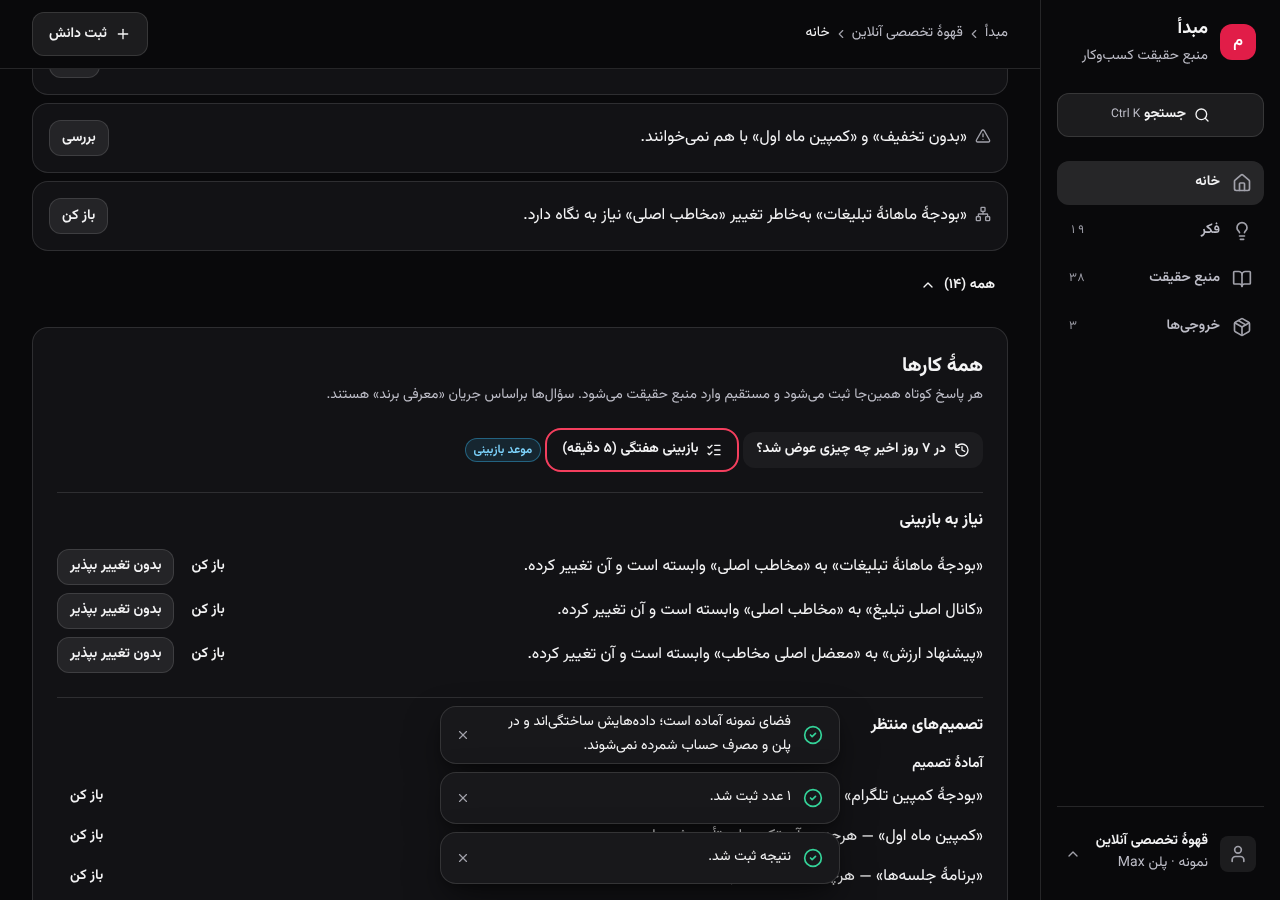 م
مبدأ
منبع حقیقت کسب‌وکار
جستجو Ctrl K
خانه
فکر ۱۹
منبع حقیقت ۳۸
خروجی‌ها ۳
قهوهٔ تخصصی آنلاین
نمونه · پلن Max
مبدأ › قهوهٔ تخصصی آنلاین › خانه
ثبت دانش
«بدون تخفیف» و «کمپین ماه اول» با هم نمی‌خوانند.
بررسی
«بودجهٔ ماهانهٔ تبلیغات» به‌خاطر تغییر «مخاطب اصلی» نیاز به نگاه دارد.
باز کن
همه (۱۴)
همهٔ کارها
هر پاسخ کوتاه همین‌جا ثبت می‌شود و مستقیم وارد منبع حقیقت می‌شود. سؤال‌ها براساس جریان «معرفی برند» هستند.
در ۷ روز اخیر چه چیزی عوض شد؟
بازبینی هفتگی (۵ دقیقه)
موعد بازبینی
نیاز به بازبینی
«بودجهٔ ماهانهٔ تبلیغات» به «مخاطب اصلی» وابسته است و آن تغییر کرده.
باز کن
بدون تغییر بپذیر
«کانال اصلی تبلیغ» به «مخاطب اصلی» وابسته است و آن تغییر کرده.
باز کن
بدون تغییر بپذیر
«پیشنهاد ارزش» به «معضل اصلی مخاطب» وابسته است و آن تغییر کرده.
باز کن
بدون تغییر بپذیر
تصمیم‌های منتظر
آمادهٔ تصمیم
«بودجهٔ کمپین تلگرام»
باز کن
«کمپین ماه اول» —
باز کن
«برنامهٔ جلسه‌ها» —
باز کن
فضای نمونه آماده است؛ داده‌هایش ساختگی‌اند و در
پلن و مصرف حساب شمرده نمی‌شوند.
۱ عدد ثبت شد.
نتیجه ثبت شد.